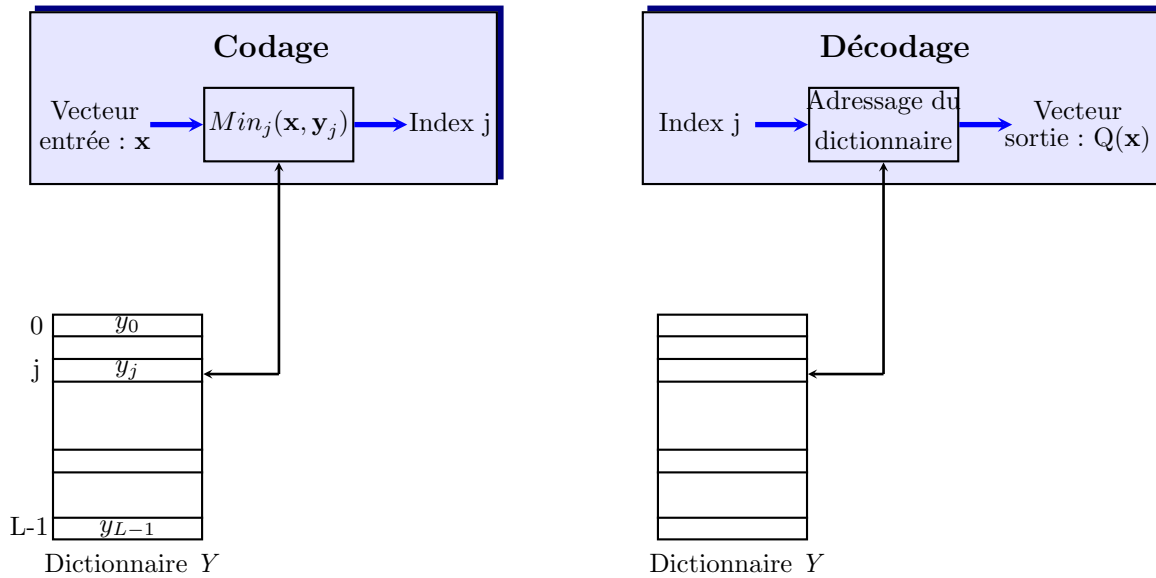 Codage
Vecteur
entrée : x
Min_j(x, y_j)
Index j
0
y_0
j
y_j
L-1
y_{L-1}
Dictionnaire Y
Décodage
Index j
Adressage du
dictionnaire
Vecteur
sortie : Q(x)
Dictionnaire Y